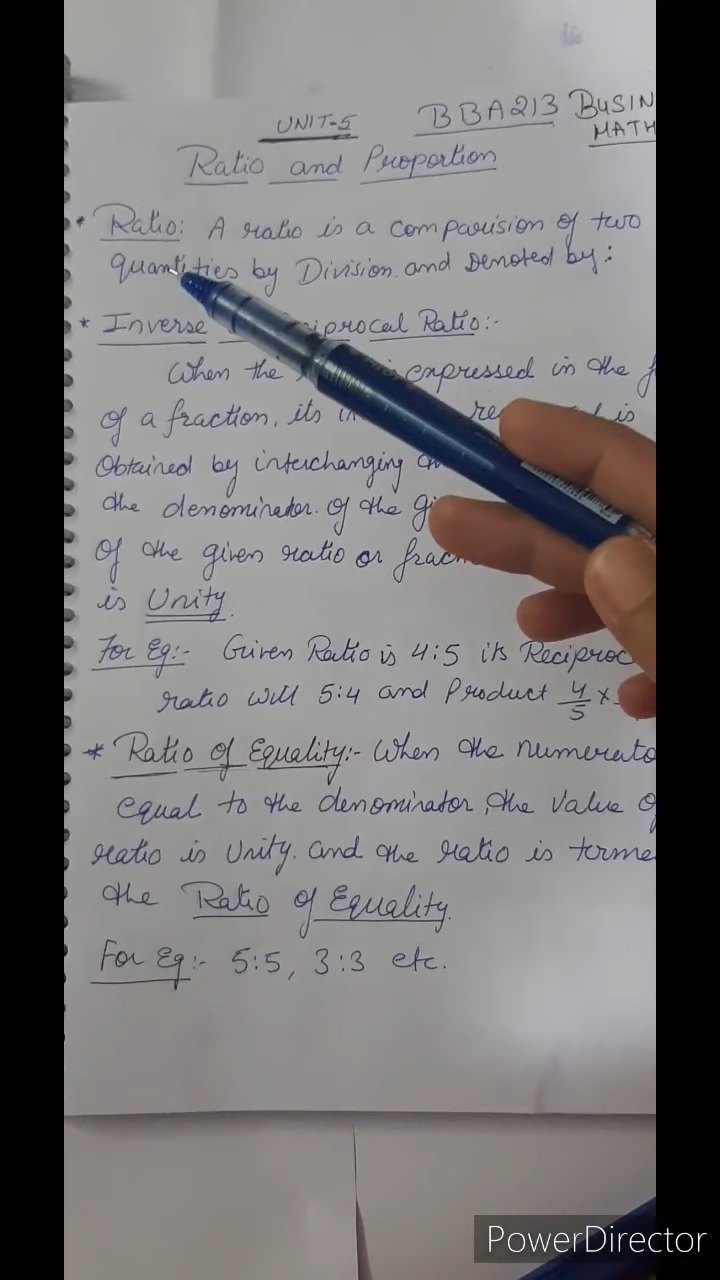 UNIT-5 BBA213 BUSIN
MATH
Ratio and Proportion
* Ratio: A ratio is a comparision of two
quantities by Division and Denoted by :
* Inverse Ratio:-
When the expressed in the
of a fraction, its is
Obtained by interchanging
the denominator. Of the
Of the given ratio or
is Unity.
For Eg:- Given Ratio is 4:5 its Reciproc
ratio will 5:4 and Product 4/5 ×
* Ratio of Equality:- When the numerato
equal to the denominator, the value
ratio is Unity. and the ratio is terme
the Ratio of Equality.
For Eg:- 5:5, 3:3 etc.
PowerDirector